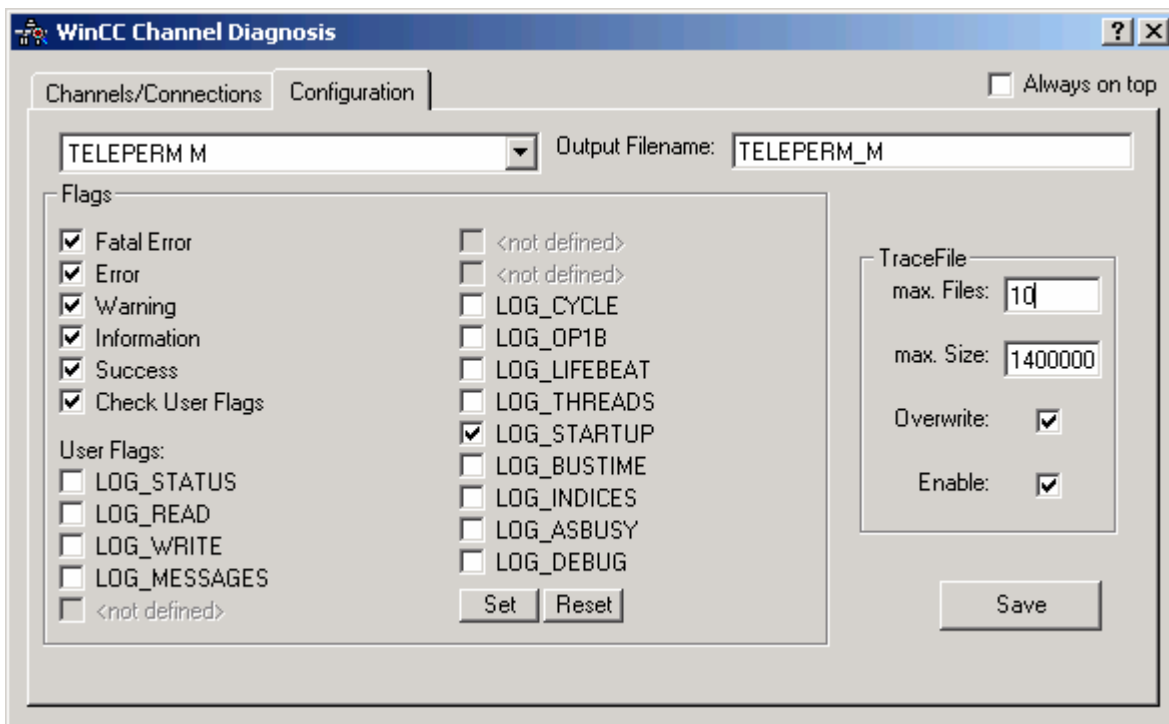 WinCC Channel Diagnosis
Channels/Connections Configuration Always on top
TELEPERM M Output Filename: TELEPERM_M
Flags
Fatal Error
Error
Warning
Information
Success
Check User Flags
User Flags:
LOG_STATUS
LOG_READ
LOG_WRITE
LOG_MESSAGES
<not defined>
<not defined>
<not defined>
LOG_CYCLE
LOG_OP1B
LOG_LIFEBEAT
LOG_THREADS
LOG_STARTUP
LOG_BUSTIME
LOG_INDICES
LOG_ASBUSY
LOG_DEBUG
Set Reset
TraceFile
max. Files: 10
max. Size: 1400000
Overwrite:
Enable:
Save